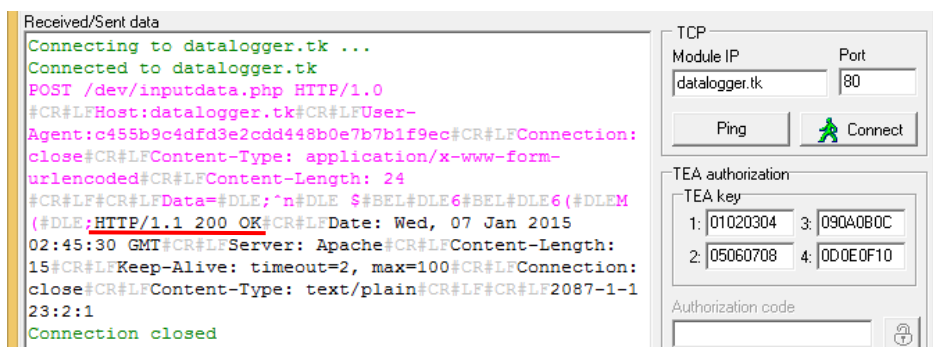 Received/Sent data
Connecting to datalogger.tk ...
Connected to datalogger.tk
POST /dev/inputdata.php HTTP/1.0
#CR#LFHost:datalogger.tk#CR#LFUser-
Agent:c455b9c4dfd3e2cdd448b0e7b7b1f9ec#CR#LFConnection:
close#CR#LFContent-Type: application/x-www-form-
urlencoded#CR#LFContent-Length: 24
#CR#LF#CR#LFData=#DLE;^n#DLE $#BEL#DLE6#BEL#DLE6(#DLEM
(#DLE;HTTP/1.1 200 OK#CR#LFDate: Wed, 07 Jan 2015
02:45:30 GMT#CR#LFServer: Apache#CR#LFContent-Length:
15#CR#LFKeep-Alive: timeout=2, max=100#CR#LFConnection:
close#CR#LFContent-Type: text/plain#CR#LF#CR#LF2087-1-1
23:2:1
Connection closed
TCP
Module IP Port
datalogger.tk 80
Ping Connect
TEA authorization
TEA key
1: 01020304 3: 090A0B0C
2: 05060708 4: 0D0E0F10
Authorization code